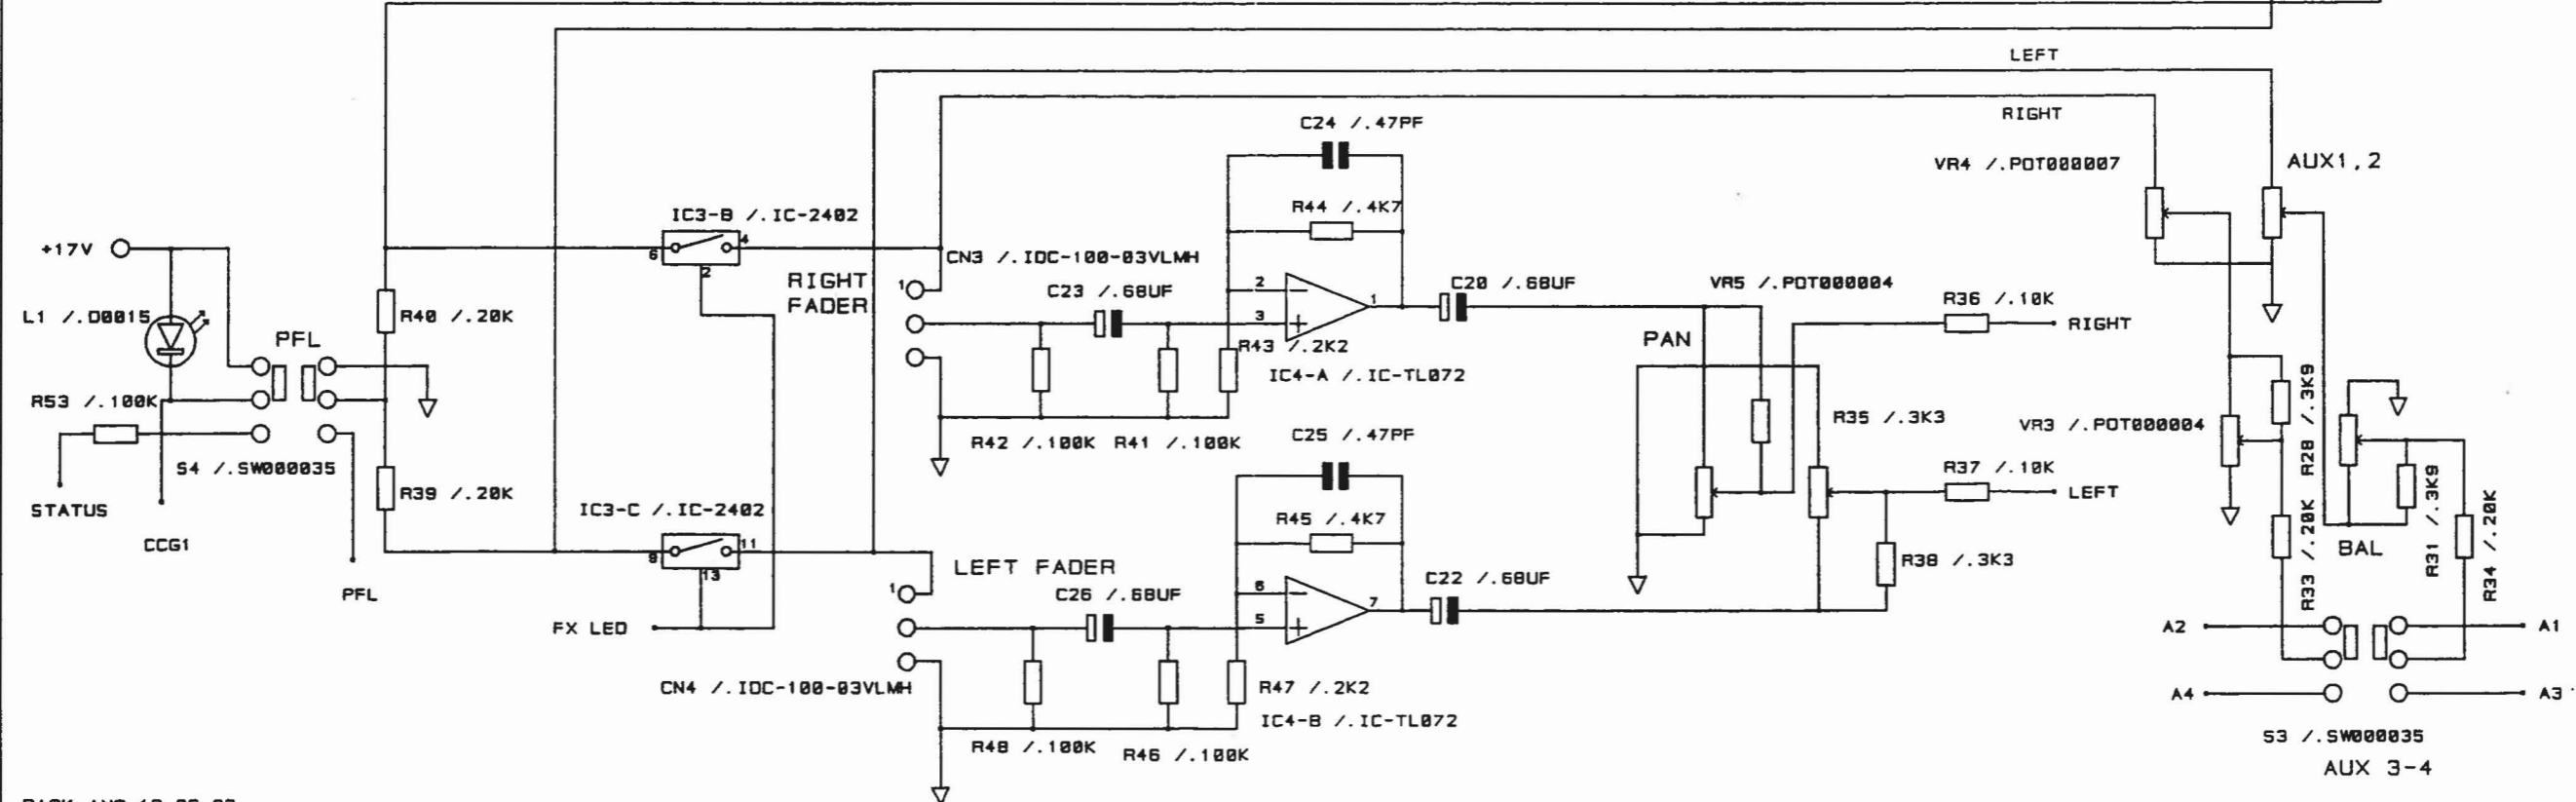 LEFT
RIGHT
C24 /.47PF
VR4 /.POT000007
AUX1,2
R44 /.4K7
IC3-B /.IC-2402
6
4
2
+17V
CN3 /.IDC-100-03VLMH
RIGHT
FADER
1
C23 /.68UF
2
3
1
C20 /.68UF
VR5 /.POT000004
R36 /.10K
RIGHT
L1 /.D0015
R40 /.20K
PFL
PAN
R43 /.2K2
IC4-A /.IC-TL072
R53 /.100K
R42 /.100K
R41 /.100K
C25 /.47PF
R35 /.3K3
VR3 /.POT000004
R28 /.3K9
S4 /.SW000035
R39 /.20K
R37 /.10K
LEFT
STATUS
CCG1
PFL
IC3-C /.IC-2402
9
11
13
R45 /.4K7
LEFT FADER
1
C26 /.68UF
6
5
7
C22 /.68UF
R38 /.3K3
R33 /.20K
BAL
R31 /.3K9
R34 /.20K
FX LED
A2
A1
CN4 /.IDC-100-03VLMH
R47 /.2K2
IC4-B /.IC-TL072
A4
A3
R48 /.100K
R46 /.100K
S3 /.SW000035
AUX 3-4